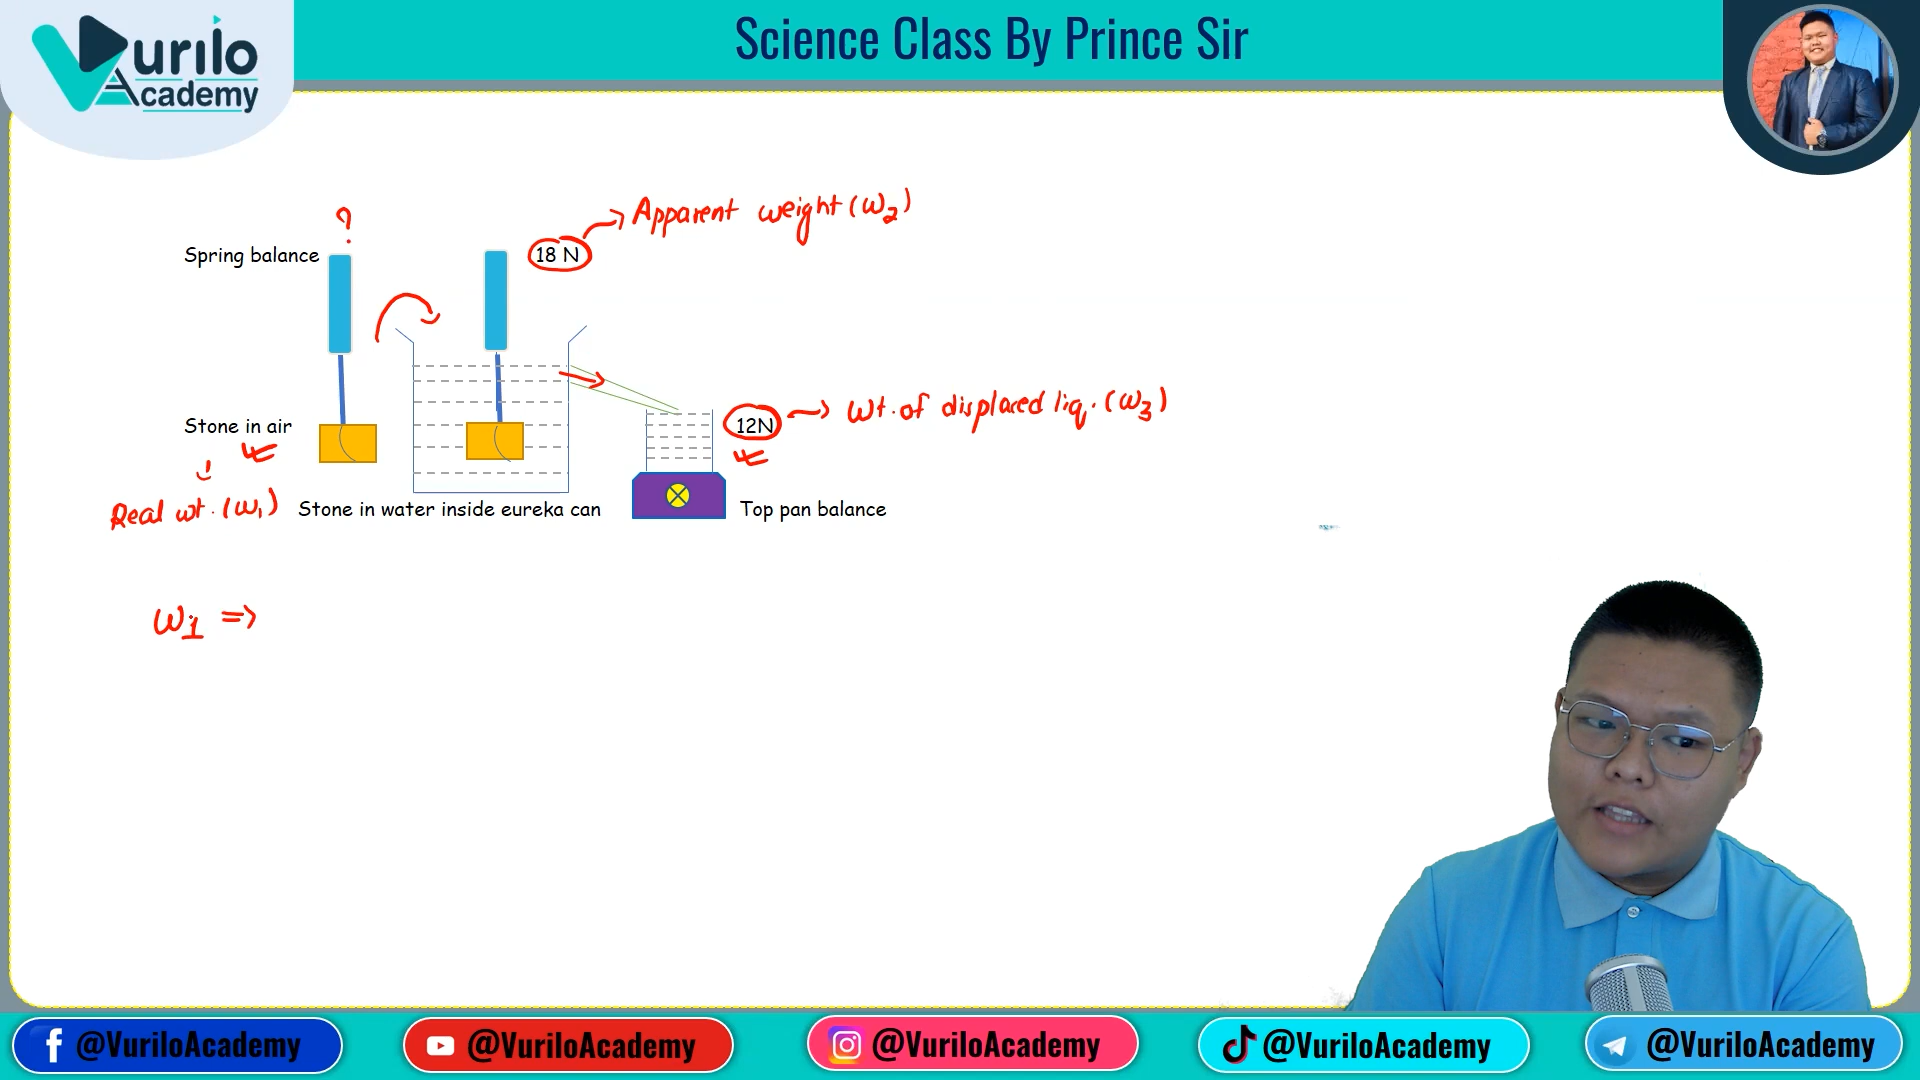 Science Class By Prince Sir
Vurilo
Academy
?
Apparent weight (W2)
Spring balance
18 N
Stone in air
12N
Wt. of displaced liq. (W3)
Real wt. (W1)
Stone in water inside eureka can
Top pan balance
W1 =>
@VuriloAcademy
@VuriloAcademy
@VuriloAcademy
@VuriloAcademy
@VuriloAcademy